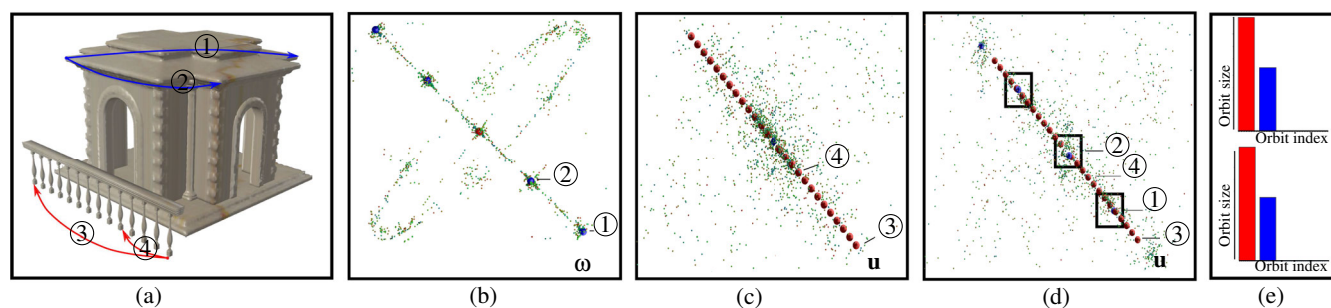 ①
②
③
④
②
①
ω
④
③
u
②
④
①
③
u
Orbit size
Orbit index
Orbit size
Orbit index
(a)
(b)
(c)
(d)
(e)